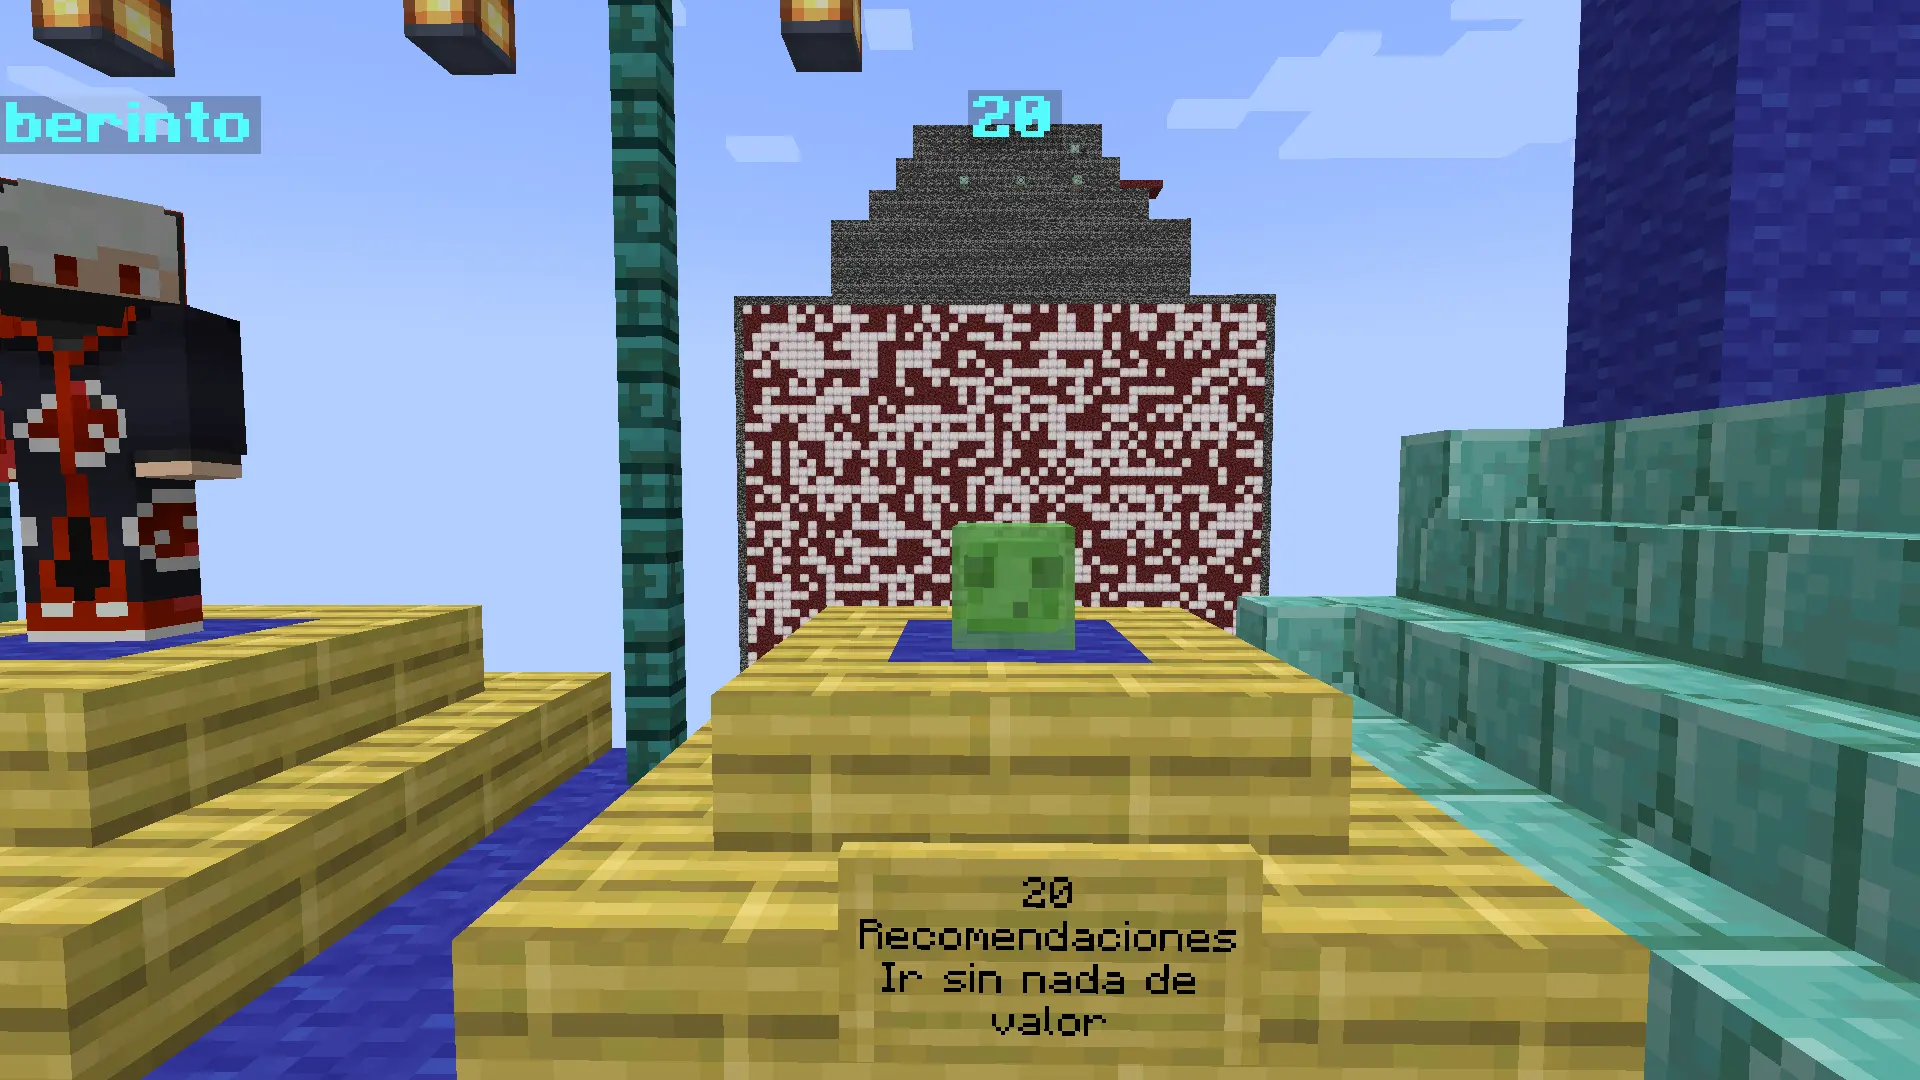 berinto
20
20
Recomendaciones
Ir sin nada de
valor